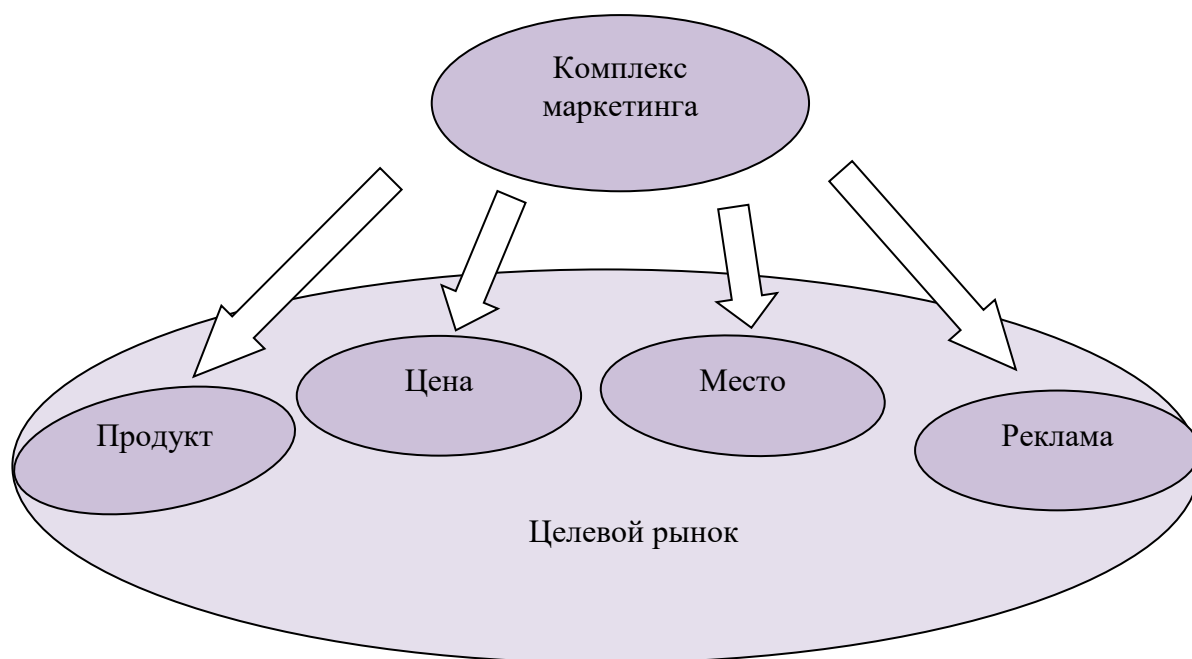 Комплекс
маркетинга
Цена
Место
Продукт
Реклама
Целевой рынок